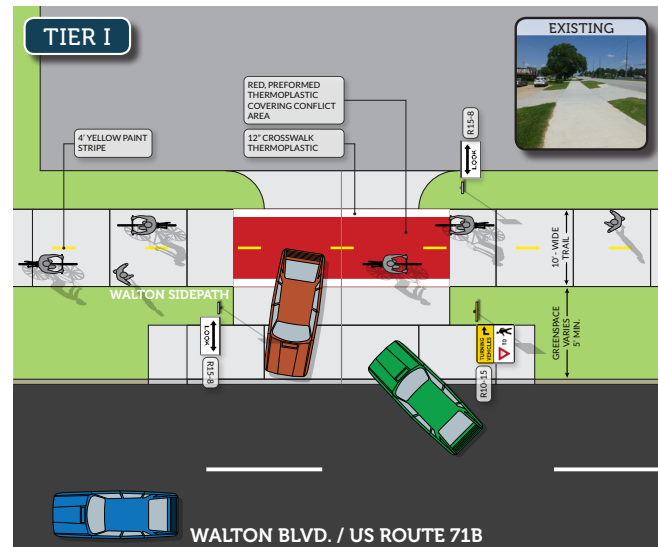 TIER I
EXISTING
RED, PREFORMED
THERMOPLASTIC
COVERING CONFLICT
AREA
12" CROSSWALK
THERMOPLASTIC
4' YELLOW PAINT
STRIPE
R15-8
LOOK
10' - WIDE
TRAIL
WALTON SIDEPATH
GREENSPACE
VARIES
5' MIN.
LOOK
R15-8
TURNING
VEHICLES
TO
R10-15
WALTON BLVD. / US ROUTE 71B